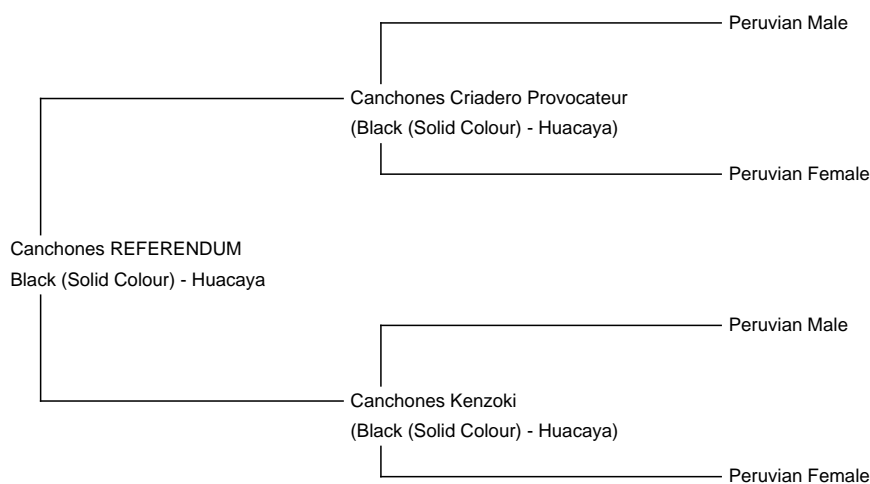 Peruvian Male
Canchones Criadero Provocateur
(Black (Solid Colour) - Huacaya)
Peruvian Female
Canchones REFERENDUM
Black (Solid Colour) - Huacaya
Peruvian Male
Canchones Kenzoki
(Black (Solid Colour) - Huacaya)
Peruvian Female